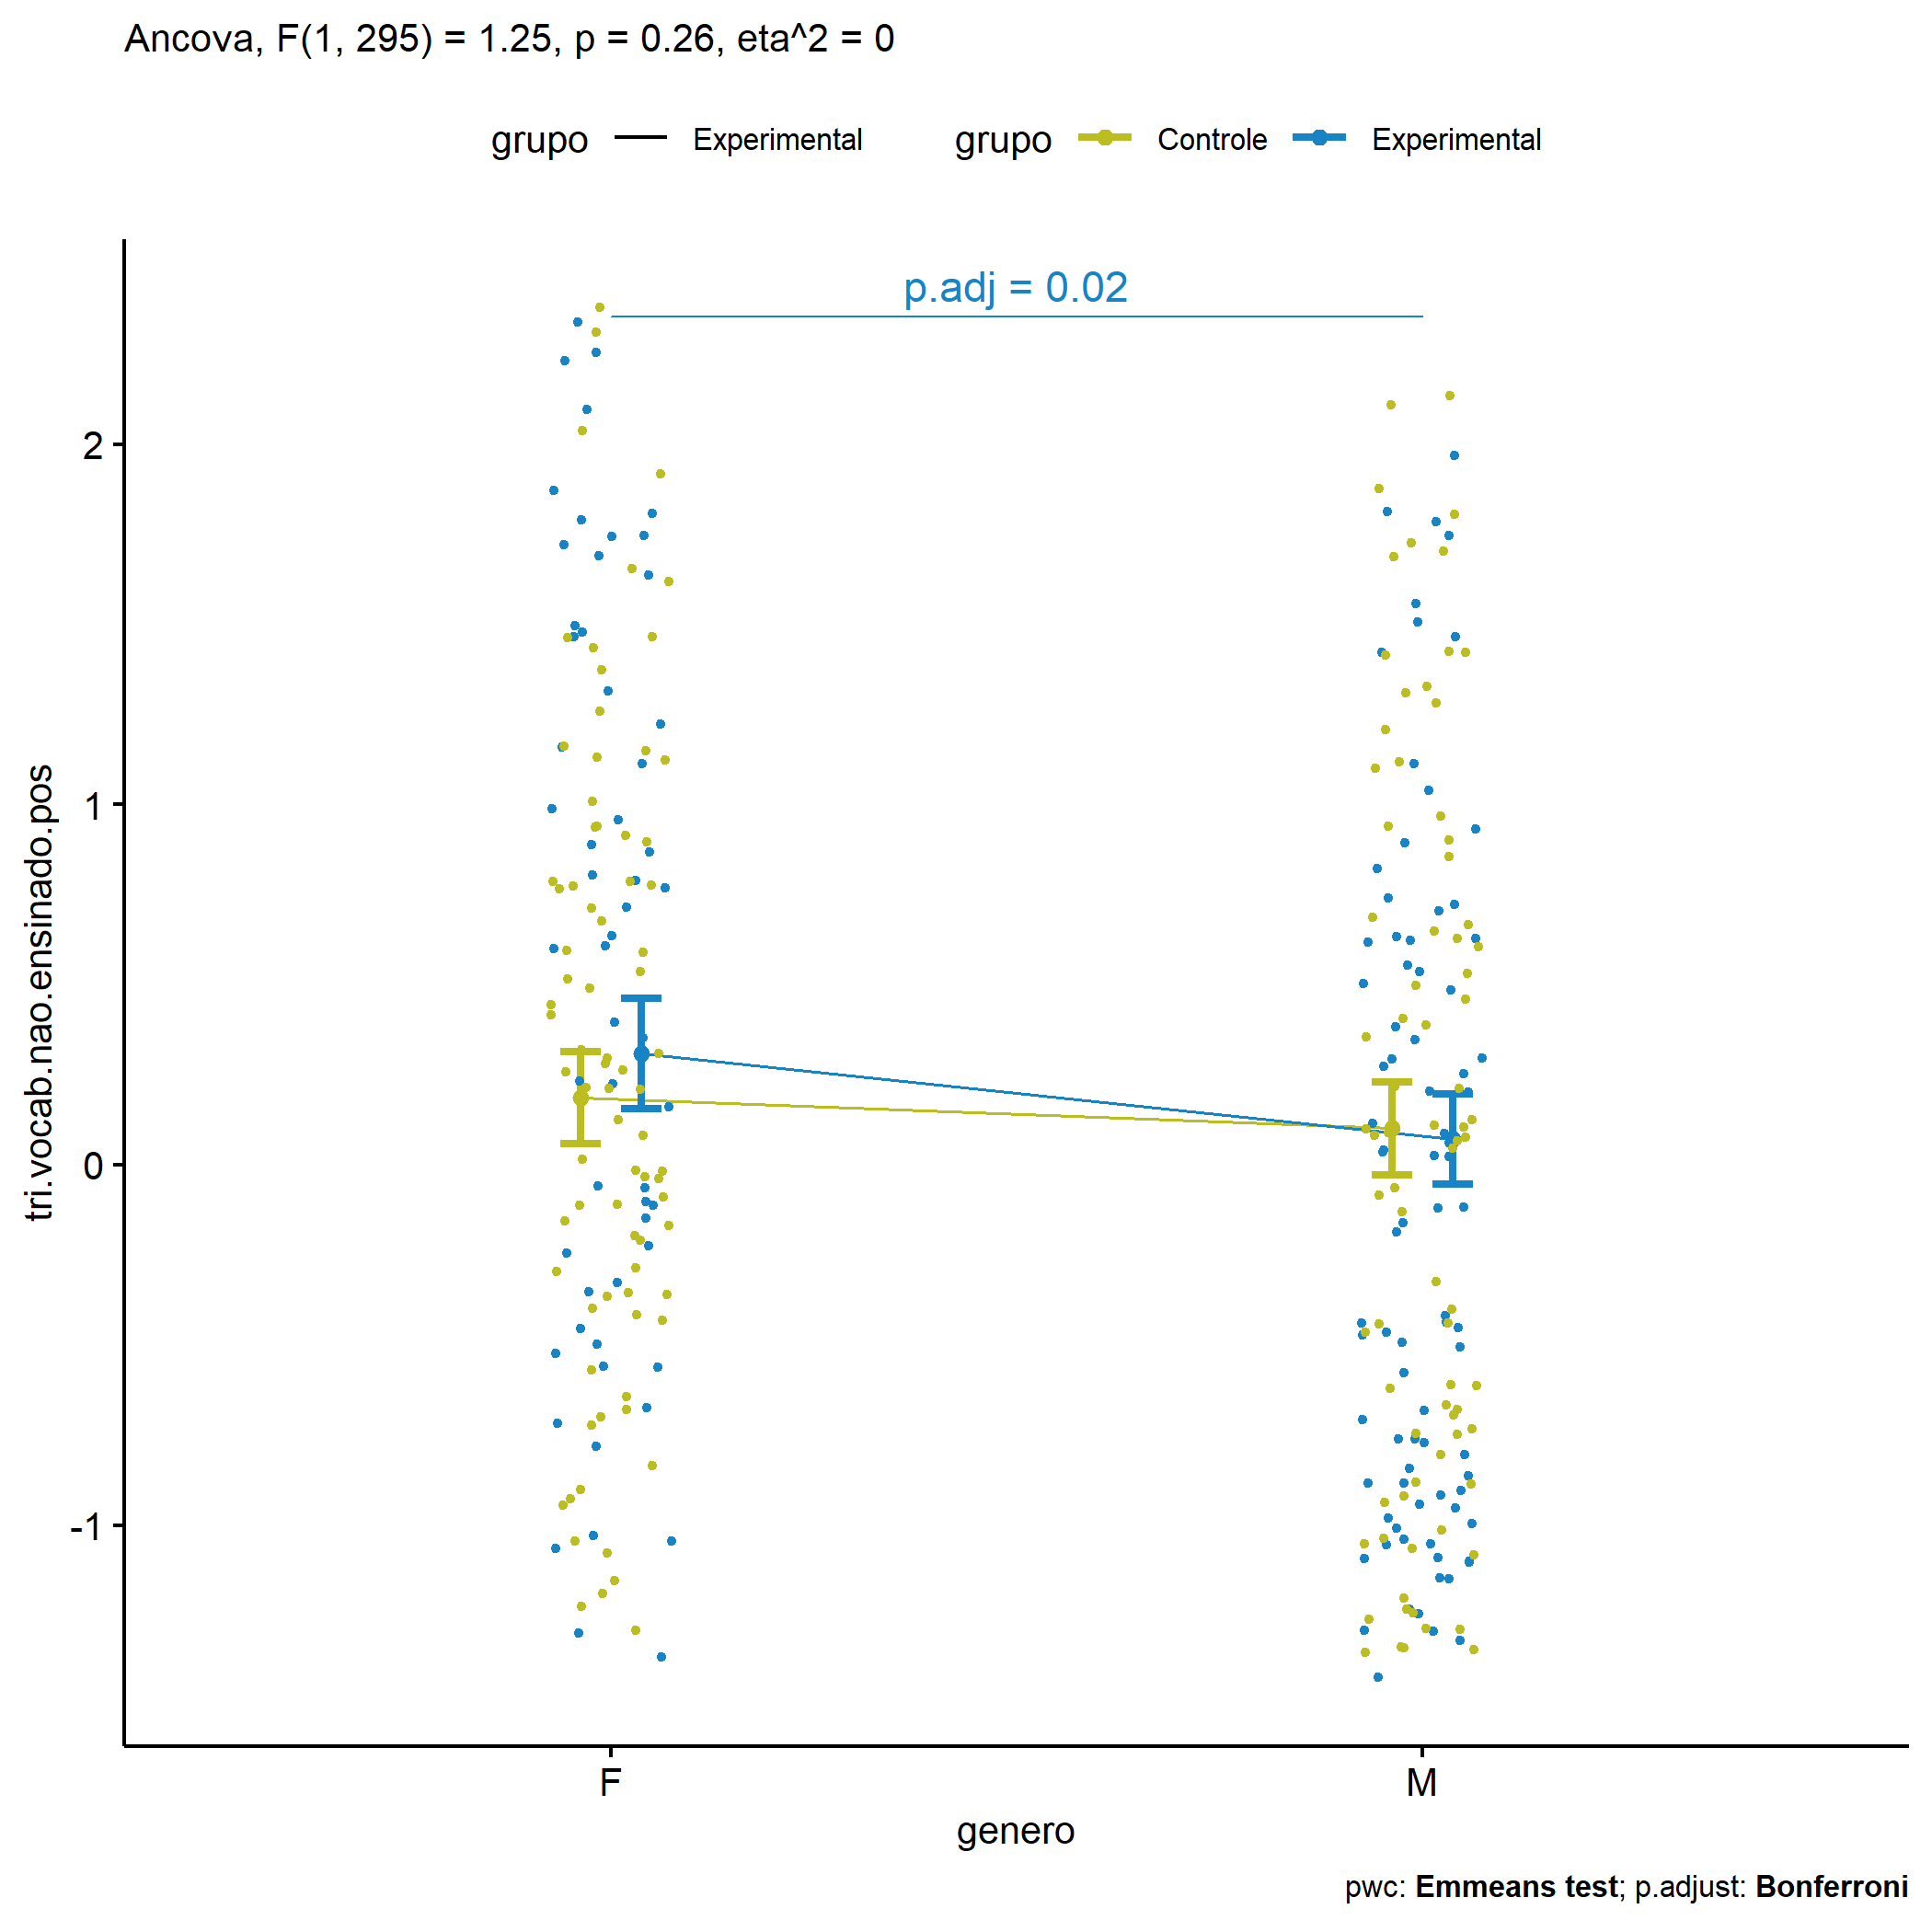 Ancova, F(1, 295) = 1.25, p = 0.26, eta^2 = 0
grupo Experimental grupo Controle Experimental
p.adj = 0.02
2
1
0
-1
tri.vocab.nao.ensinado.pos
F M
genero
pwc: Emmeans test; p.adjust: Bonferroni